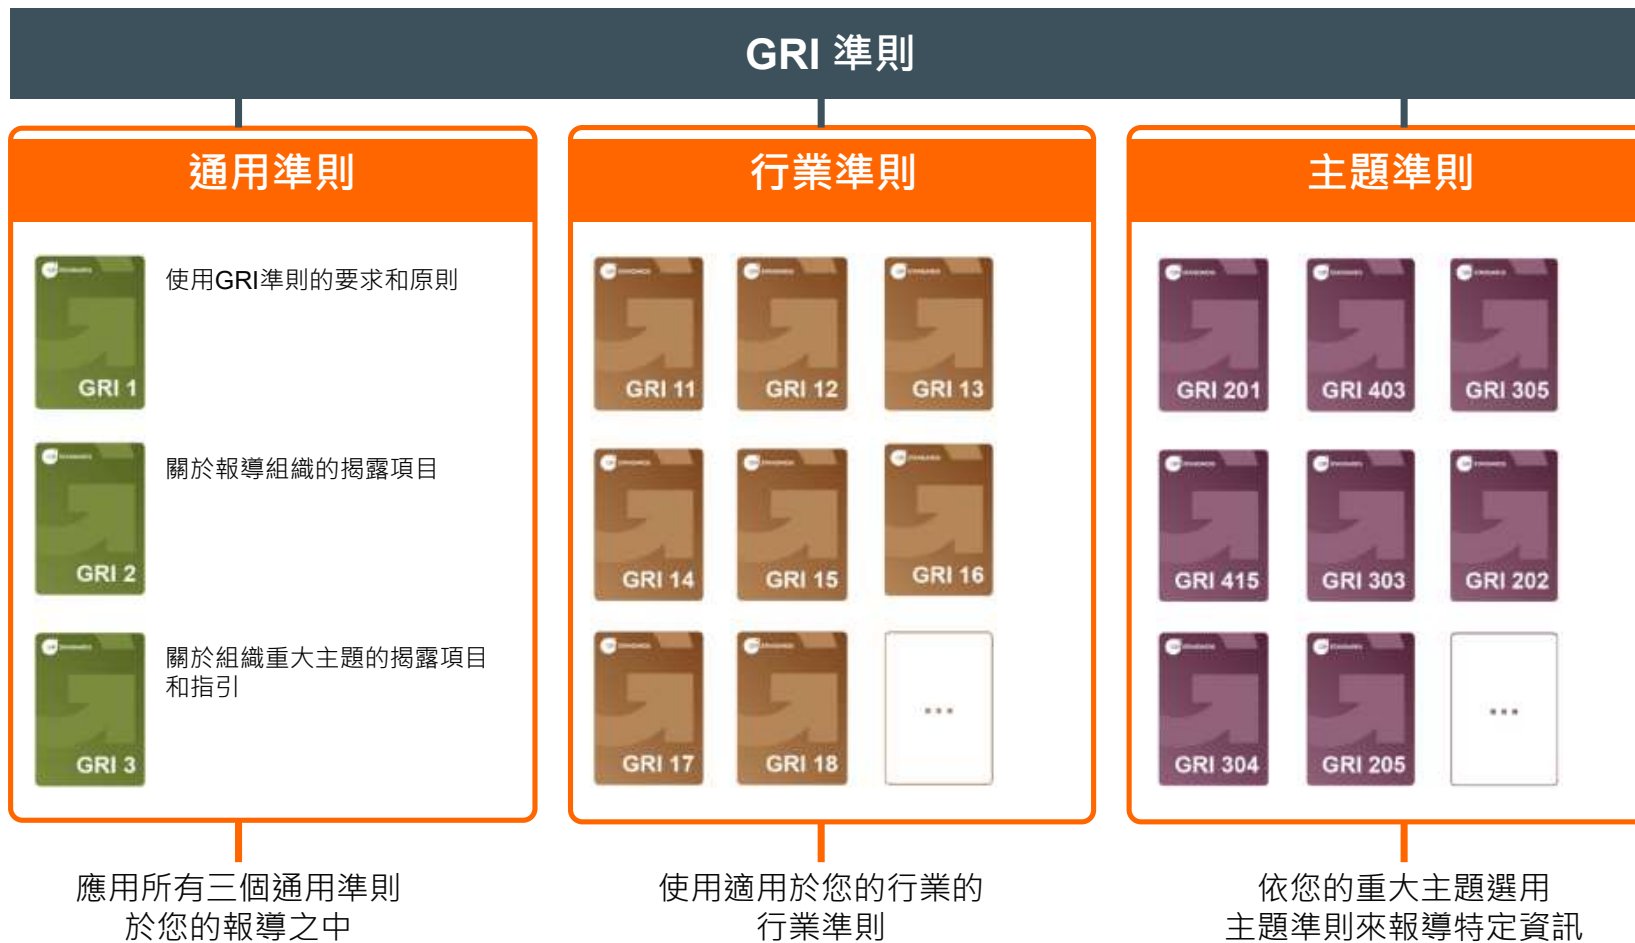 GRI 準則
通用準則
使用GRI準則的要求和原則
GRI 1
關於報導組織的揭露項目
GRI 2
關於組織重大主題的揭露項目
和指引
GRI 3
應用所有三個通用準則
於您的報導之中
行業準則
GRI 11
GRI 12
GRI 13
GRI 14
GRI 15
GRI 16
GRI 17
GRI 18
...
使用適用於您的行業的
行業準則
主題準則
GRI 201
GRI 403
GRI 305
GRI 415
GRI 303
GRI 202
GRI 304
GRI 205
...
依您的重大主題選用
主題準則來報導特定資訊